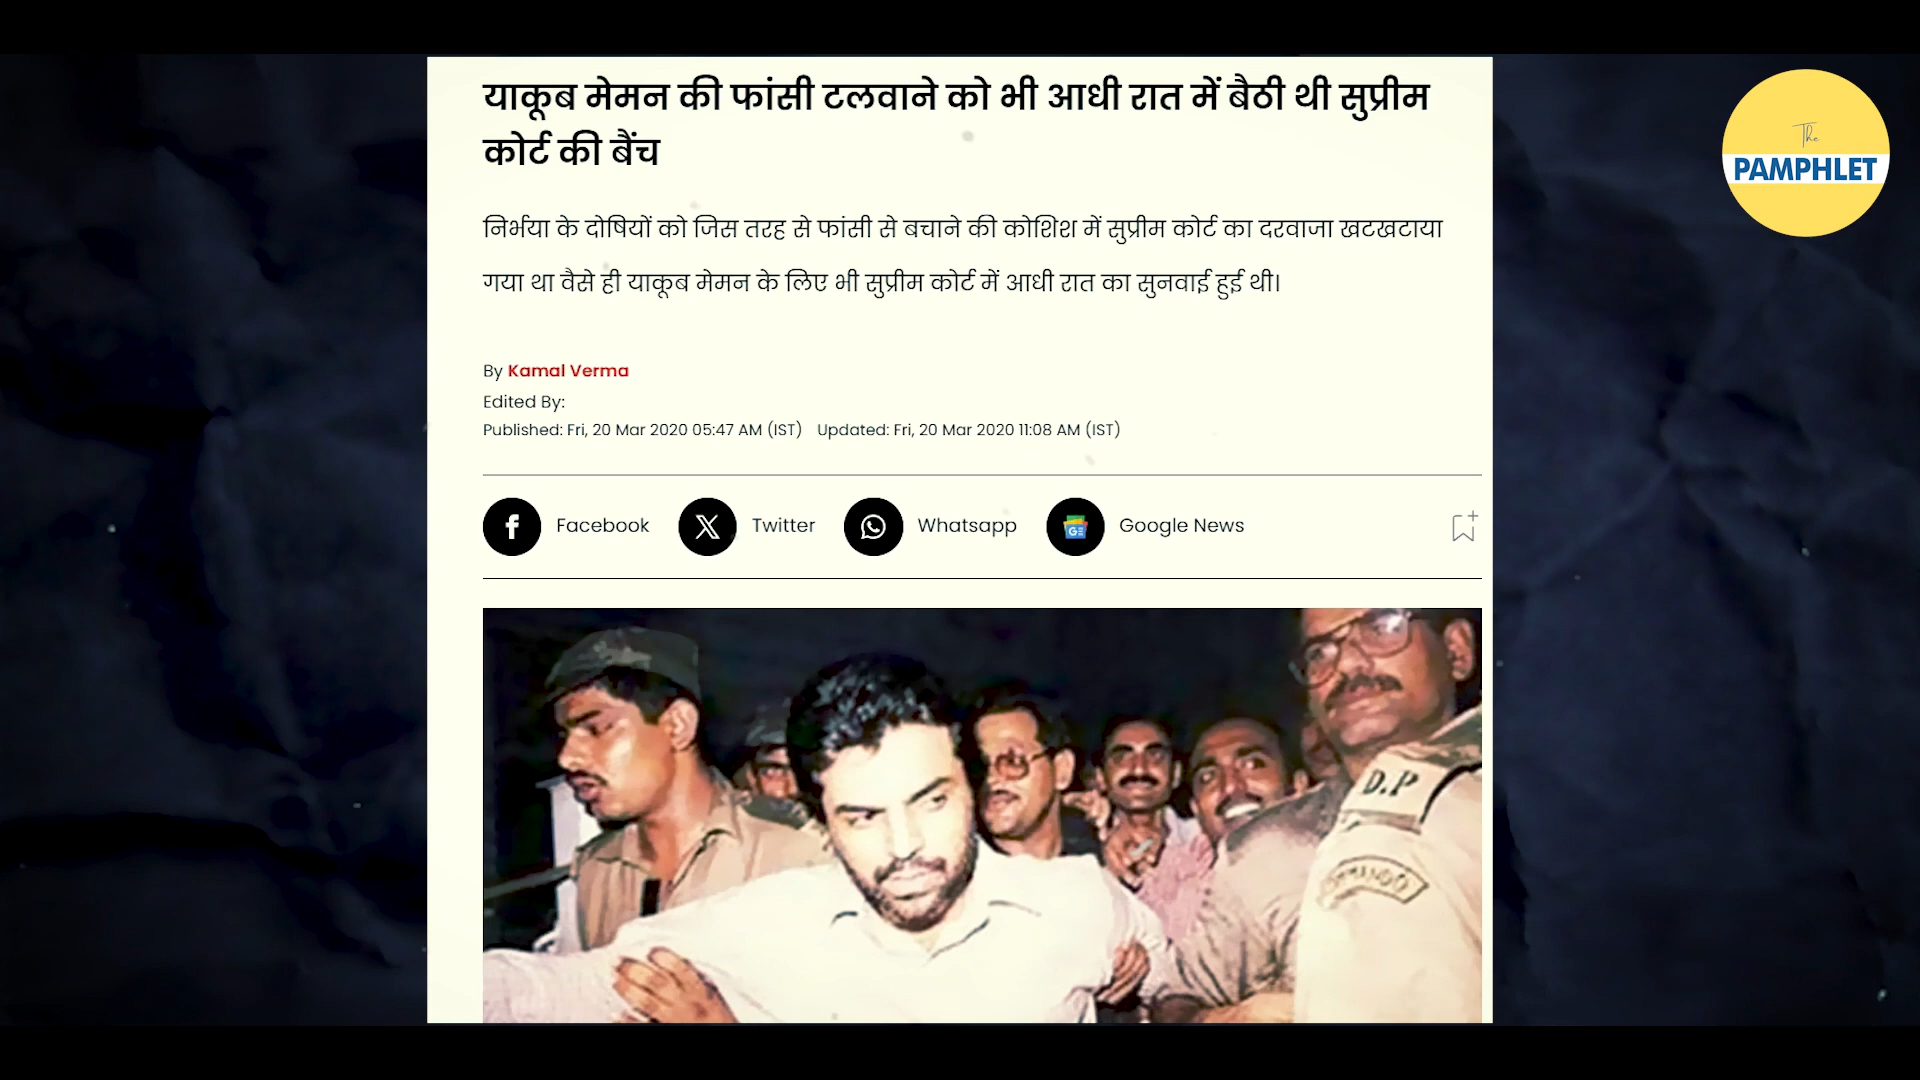 याकूब मेमन की फांसी टलवाने को भी आधी रात में बैठी थी सुप्रीम
कोर्ट की बैंच
The
PAMPHLET
निर्भया के दोषियों को जिस तरह से फांसी से बचाने की कोशिश में सुप्रीम कोर्ट का दरवाजा खटखटाया
गया था वैसे ही याकूब मेमन के लिए भी सुप्रीम कोर्ट में आधी रात का सुनवाई हुई थी।
By Kamal Verma
Edited By:
Published: Fri, 20 Mar 2020 05:47 AM (IST) Updated: Fri, 20 Mar 2020 11:08 AM (IST)
Facebook Twitter Whatsapp Google News
D.P